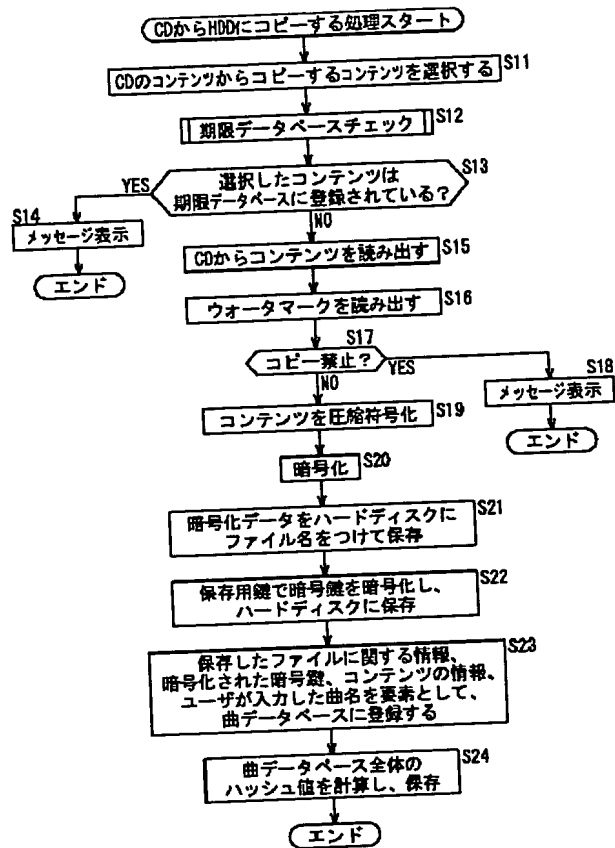 CDからHDDにコピーする処理スタート
CDのコンテンツからコピーするコンテンツを選択する
S11
期限データベースチェック
S12
S13
選択したコンテンツは
期限データベースに登録されている？
YES
NO
S14
メッセージ表示
エンド
CDからコンテンツを読み出す
S15
ウォータマークを読み出す
S16
S17
コピー禁止？
YES
NO
S18
メッセージ表示
エンド
コンテンツを圧縮符号化
S19
暗号化
S20
S21
暗号化データをハードディスクに
ファイル名をつけて保存
S22
保存用鍵で暗号鍵を暗号化し、
ハードディスクに保存
S23
保存したファイルに関する情報、
暗号化された暗号鍵、コンテンツの情報、
ユーザが入力した曲名を要素として、
曲データベースに登録する
S24
曲データベース全体の
ハッシュ値を計算し、保存
エンド